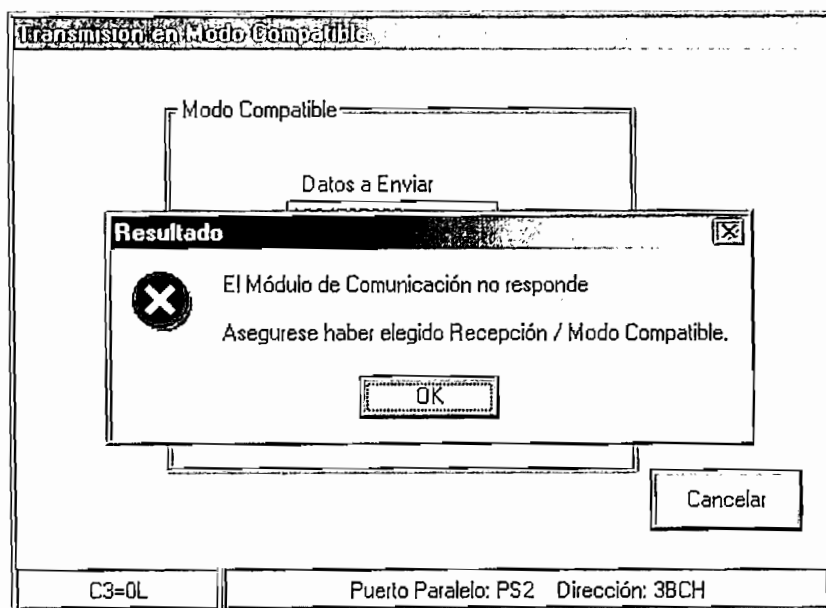 Transmisión en Modo Compatible
Modo Compatible
Datos a Enviar
Resultado
El Módulo de Comunicación no responde
Asegurese haber elegido Recepción / Modo Compatible.
OK
Cancelar
C3=0L
Puerto Paralelo: PS2 Dirección: 3BCH